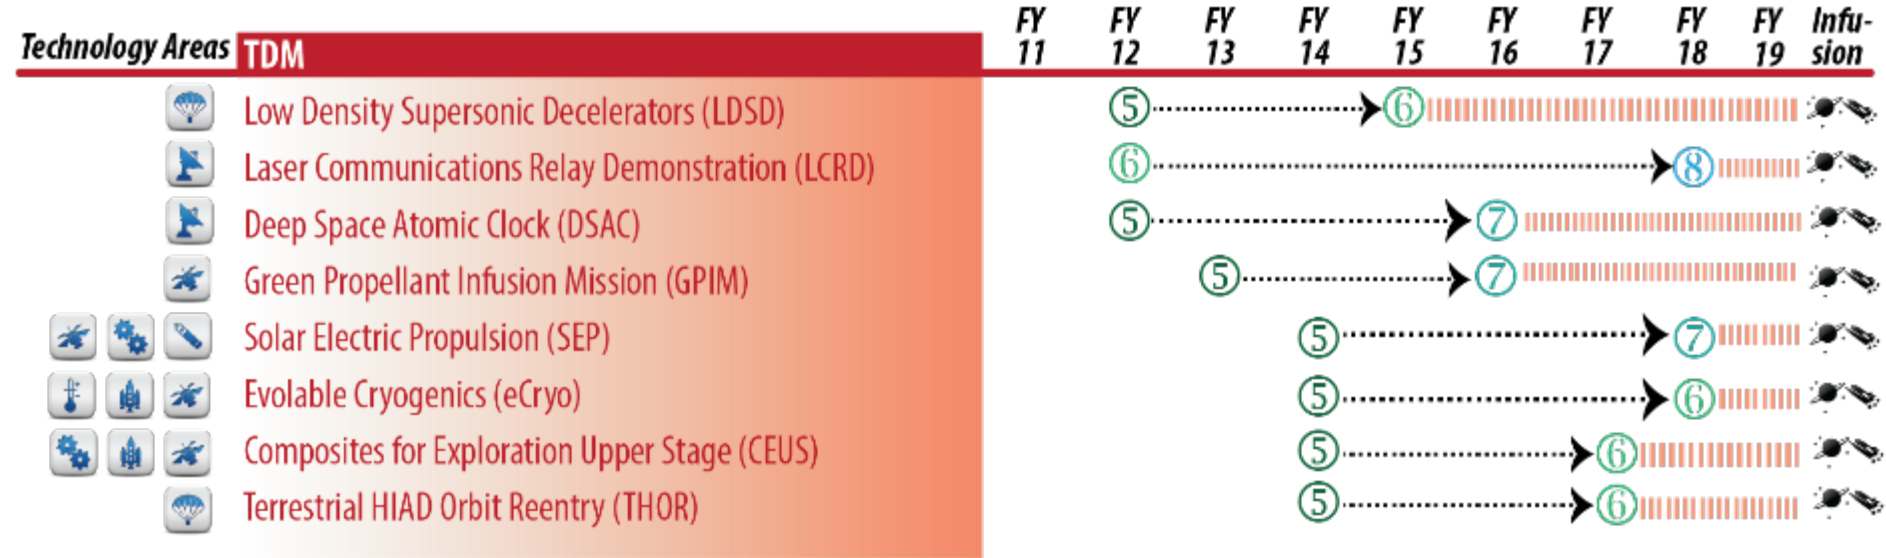 FY FY FY FY FY FY FY FY FY Infu-
Technology Areas TDM 11 12 13 14 15 16 17 18 19 sion
Low Density Supersonic Decelerators (LDSD) 5 6
Laser Communications Relay Demonstration (LCRD) 6 8
Deep Space Atomic Clock (DSAC) 5 7
Green Propellant Infusion Mission (GPIM) 5 7
Solar Electric Propulsion (SEP) 5 7
Evolable Cryogenics (eCryo) 5 6
Composites for Exploration Upper Stage (CEUS) 5 6
Terrestrial HIAD Orbit Reentry (THOR) 5 6